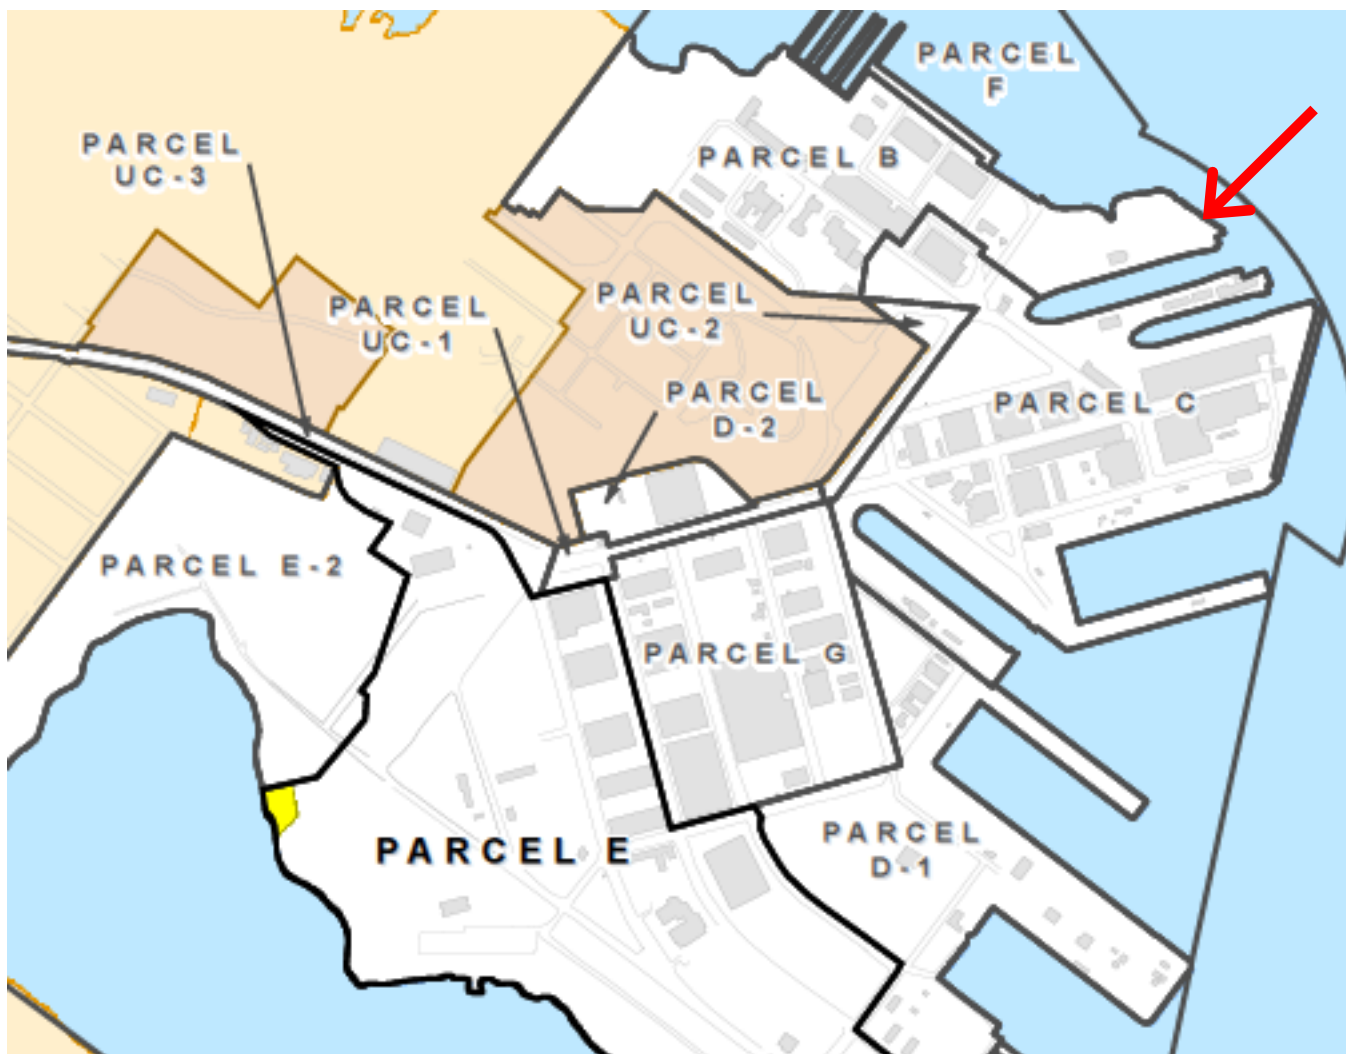 PARCEL
F
PARCEL
UC-3
PARCEL B
PARCEL
UC-1
PARCEL
UC-2
PARCEL
D-2
PARCEL C
PARCEL E-2
PARCEL G
PARCEL E
PARCEL
D-1